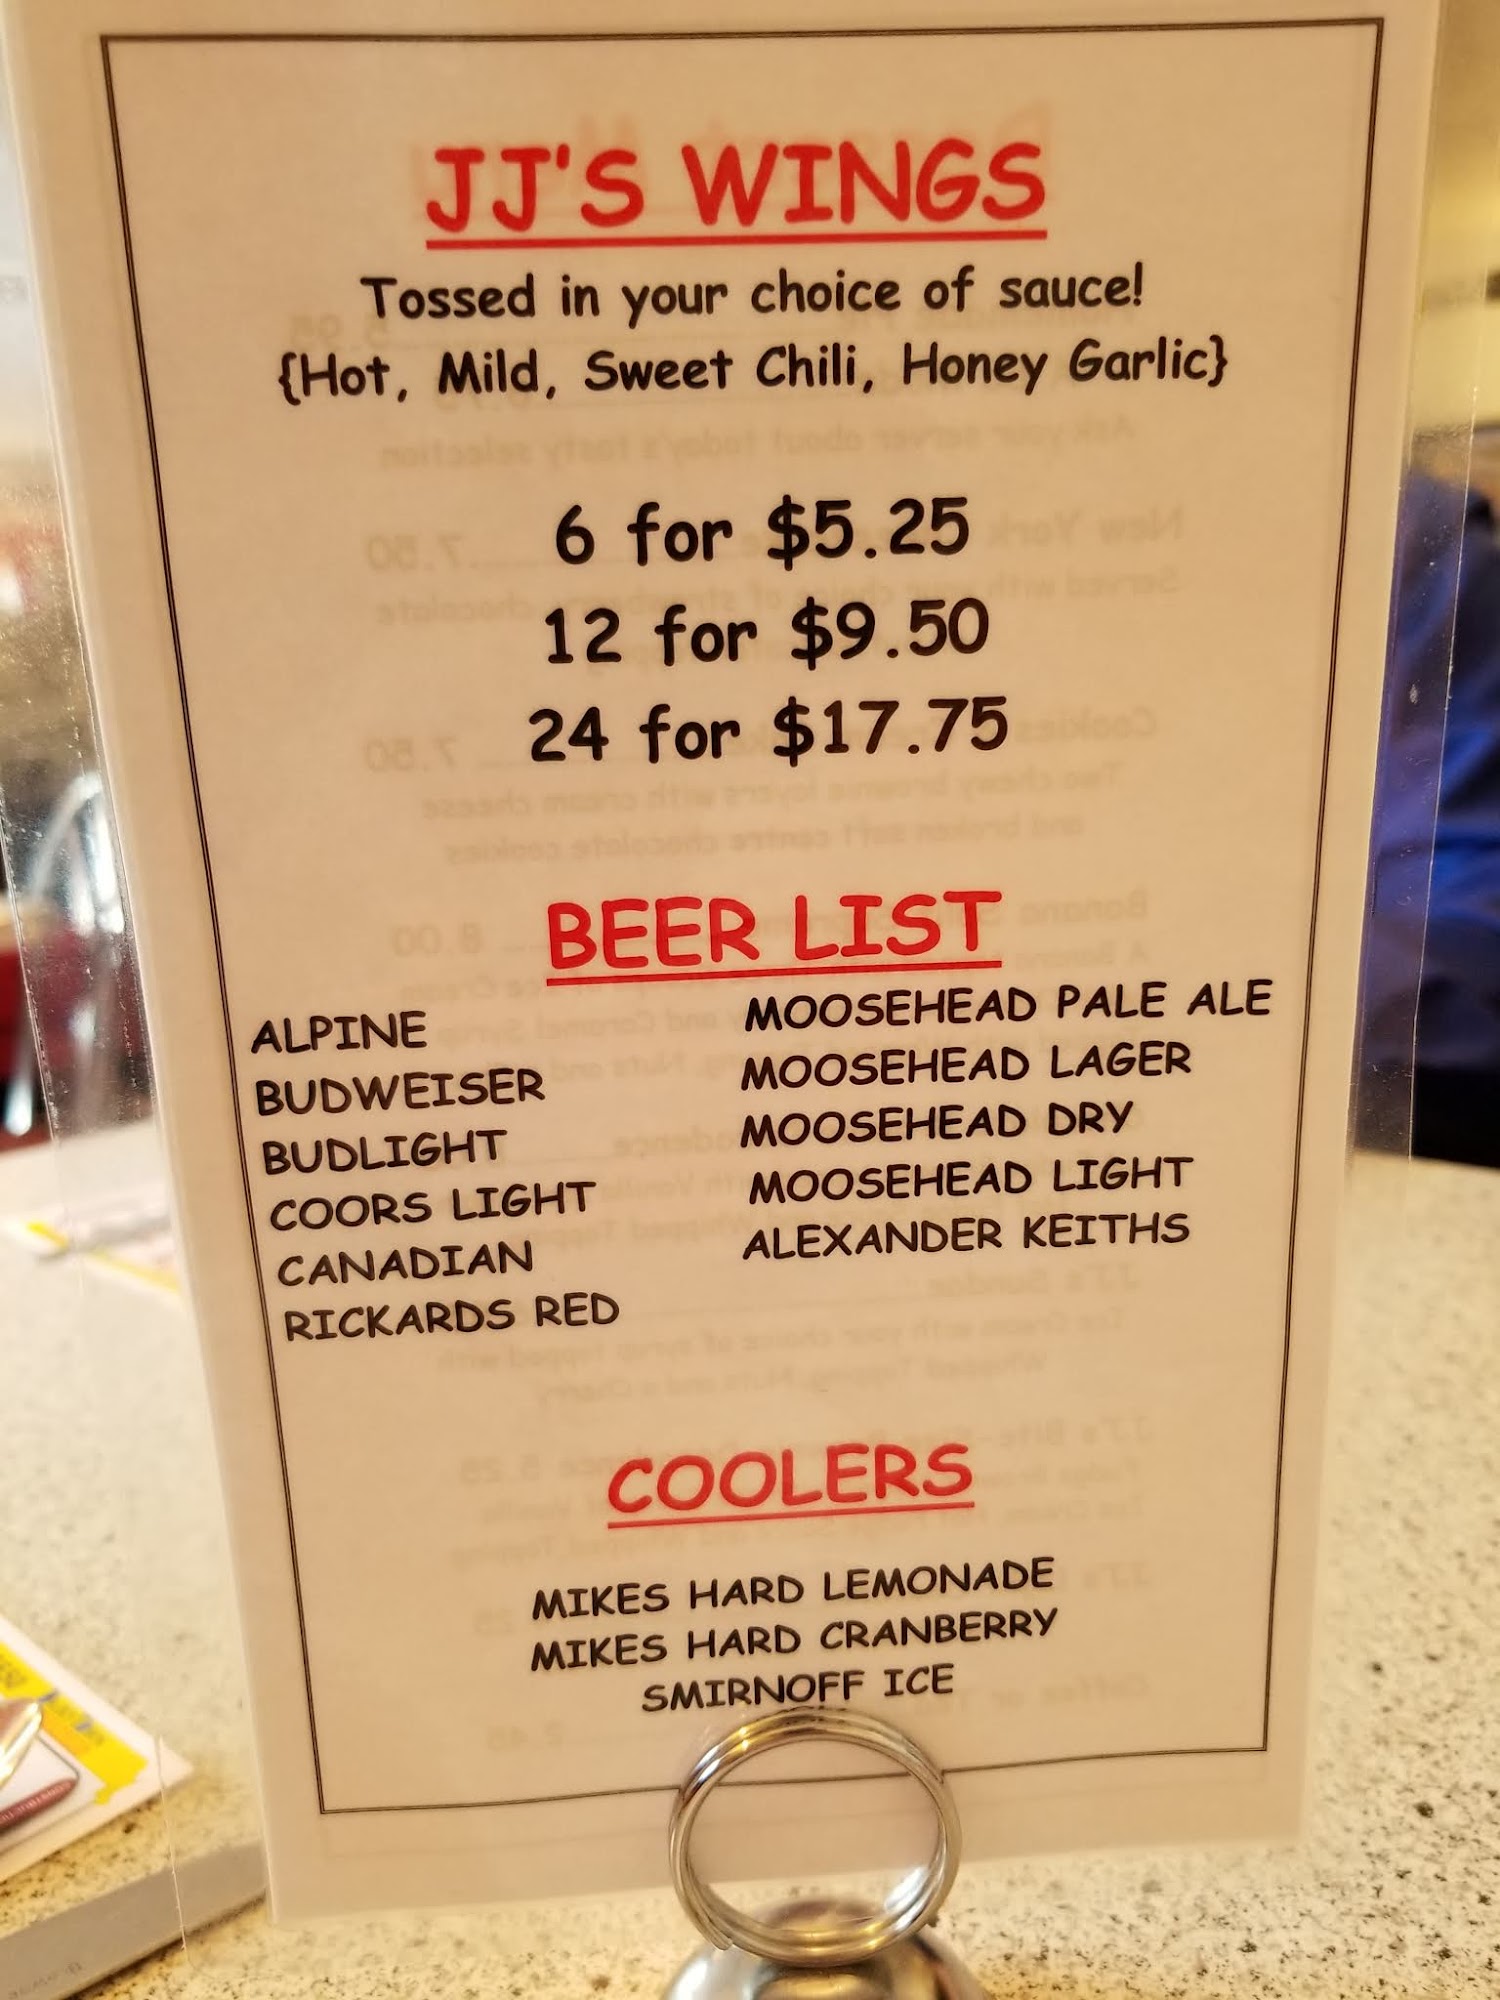 JJ'S WINGS
Tossed in your choice of sauce!
{Hot, Mild, Sweet Chili, Honey Garlic}
6 for $5.25
12 for $9.50
24 for $17.75
BEER LIST
ALPINE
BUDWEISER
BUDLIGHT
COORS LIGHT
CANADIAN
RICKARDS RED
MOOSEHEAD PALE ALE
MOOSEHEAD LAGER
MOOSEHEAD DRY
MOOSEHEAD LIGHT
ALEXANDER KEITHS
COOLERS
MIKES HARD LEMONADE
MIKES HARD CRANBERRY
SMIRNOFF ICE